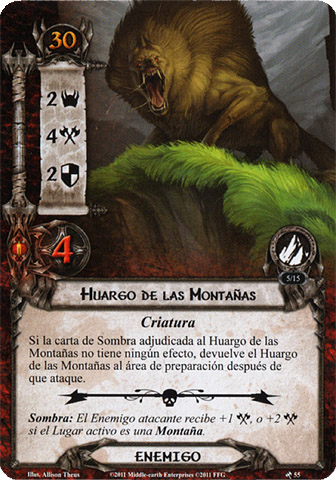 30
2
4
2
4
5/15
Huargo de las Montañas
Criatura
Si la carta de Sombra adjudicada al Huargo de las
Montañas no tiene ningún efecto, devuelve el Huargo
de las Montañas al área de preparación después de
que ataque.
Sombra: El Enemigo atacante recibe +1 , o +2
si el Lugar activo es una Montaña.
ENEMIGO
Illus. Allison Theus
©2011 Middle-earth Enterprises ©2011 FFG
55